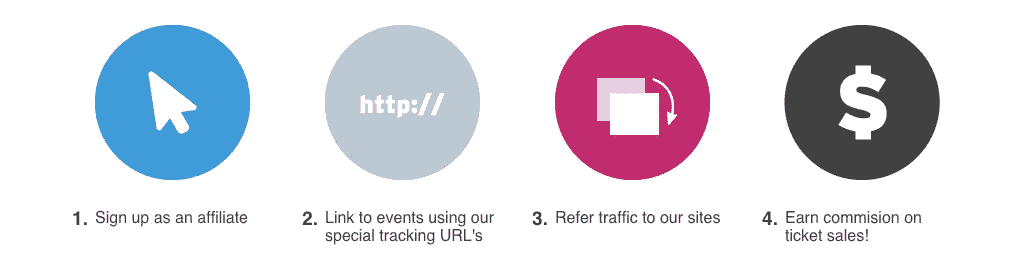 http://
$
1. Sign up as an affiliate
2. Link to events using our
special tracking URL's
3. Refer traffic to our sites
4. Earn commision on
ticket sales!